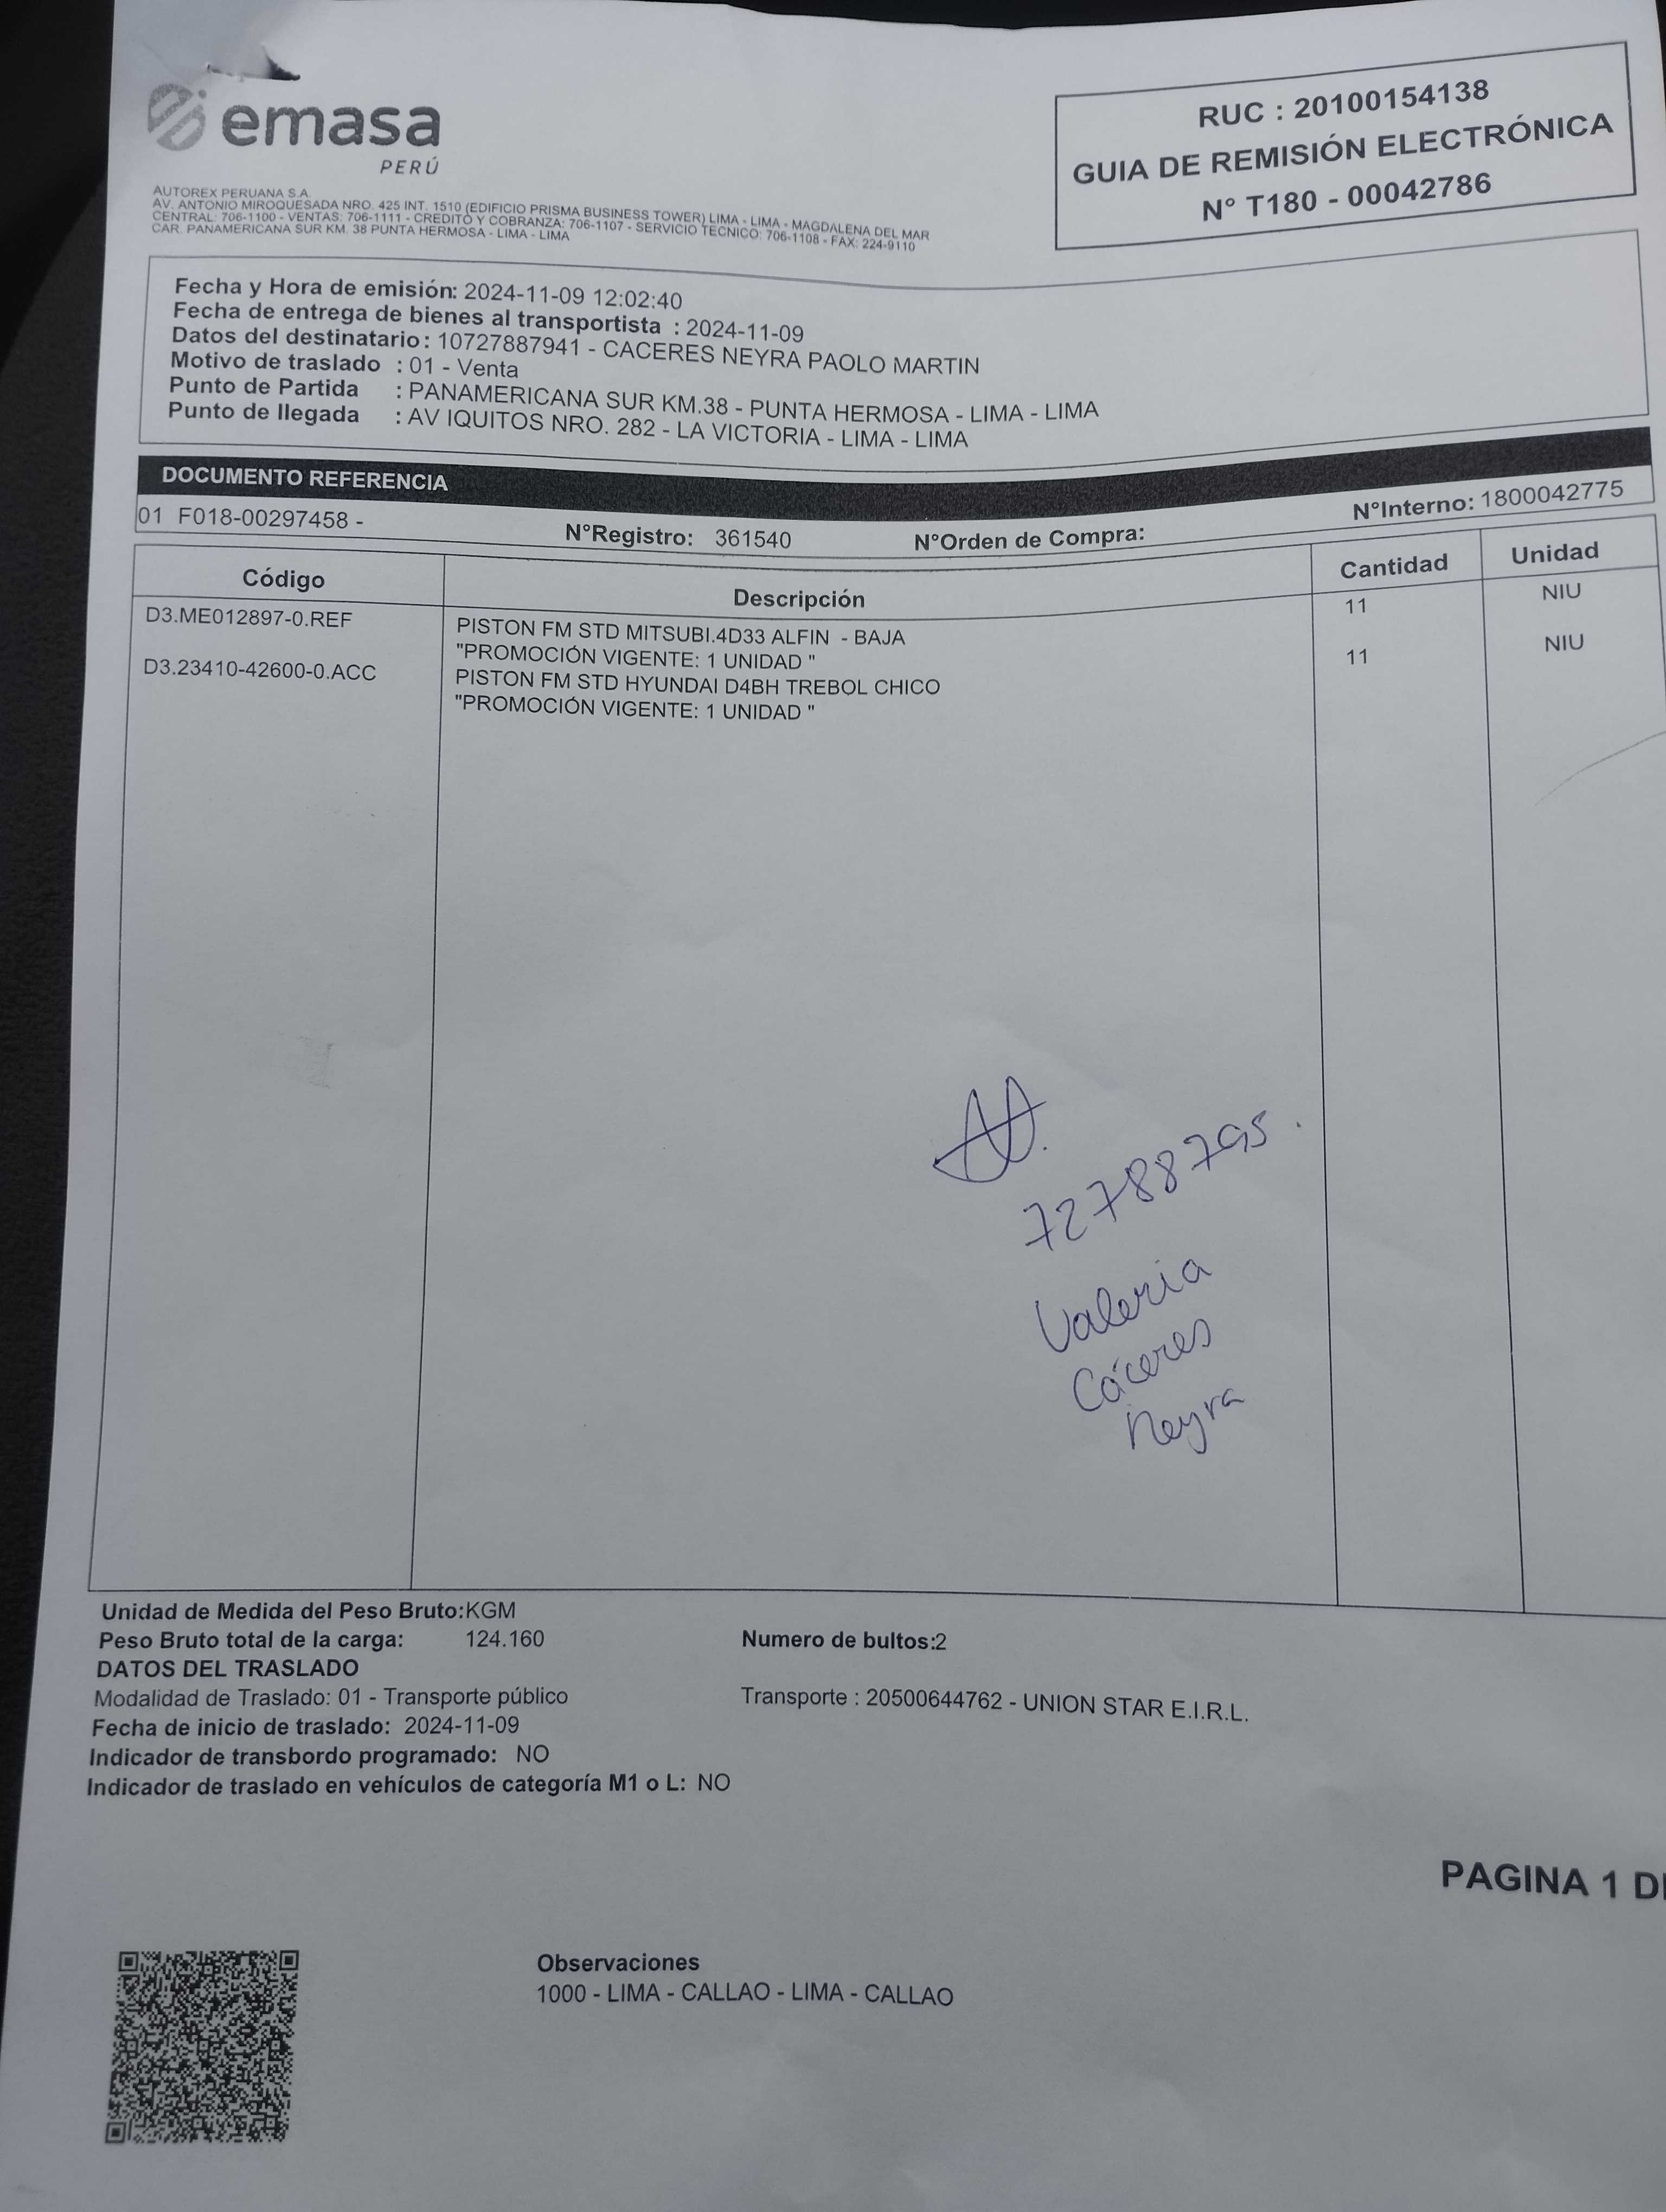 emasa
PERÚ
RUC : 20100154138
GUIA DE REMISIÓN ELECTRÓNICA
N° T180 - 00042786
AUTOREX PERUANA S.A.
AV. ANTONIO MIROQUESADA NRO. 425 INT. 1510 (EDIFICIO PRISMA BUSINESS TOWER) LIMA - LIMA - MAGDALENA DEL MAR
CENTRAL: 706-1100 - VENTAS: 706-1111 - CREDITO Y COBRANZA: 706-1107 - SERVICIO TECNICO: 706-1108 - FAX: 224-9110
CAR. PANAMERICANA SUR KM. 38 PUNTA HERMOSA - LIMA - LIMA
Fecha y Hora de emisión: 2024-11-09 12:02:40
Fecha de entrega de bienes al transportista : 2024-11-09
Datos del destinatario: 10727887941 - CACERES NEYRA PAOLO MARTIN
Motivo de traslado : 01 - Venta
Punto de Partida : PANAMERICANA SUR KM.38 - PUNTA HERMOSA - LIMA - LIMA
Punto de llegada : AV IQUITOS NRO. 282 - LA VICTORIA - LIMA - LIMA
DOCUMENTO REFERENCIA
01 F018-00297458 - N°Registro: 361540 N°Orden de Compra: N°Interno: 1800042775
Código Descripción Cantidad Unidad
D3.ME012897-0.REF PISTON FM STD MITSUBI.4D33 ALFIN - BAJA 11 NIU
"PROMOCIÓN VIGENTE: 1 UNIDAD "
D3.23410-42600-0.ACC PISTON FM STD HYUNDAI D4BH TREBOL CHICO 11 NIU
"PROMOCIÓN VIGENTE: 1 UNIDAD "
72788795.
Valeria
Cáceres
Neyra
Unidad de Medida del Peso Bruto:KGM
Peso Bruto total de la carga: 124.160 Numero de bultos:2
DATOS DEL TRASLADO
Modalidad de Traslado: 01 - Transporte público Transporte : 20500644762 - UNION STAR E.I.R.L.
Fecha de inicio de traslado: 2024-11-09
Indicador de transbordo programado: NO
Indicador de traslado en vehículos de categoría M1 o L: NO
PAGINA 1 D
Observaciones
1000 - LIMA - CALLAO - LIMA - CALLAO